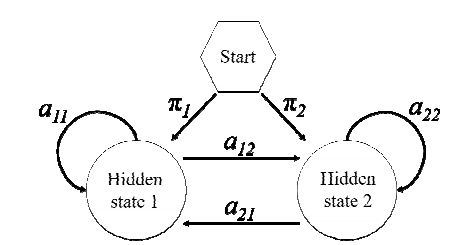 Start
π1
π2
a11
a22
a12
Hidden
state 1
Hidden
state 2
a21